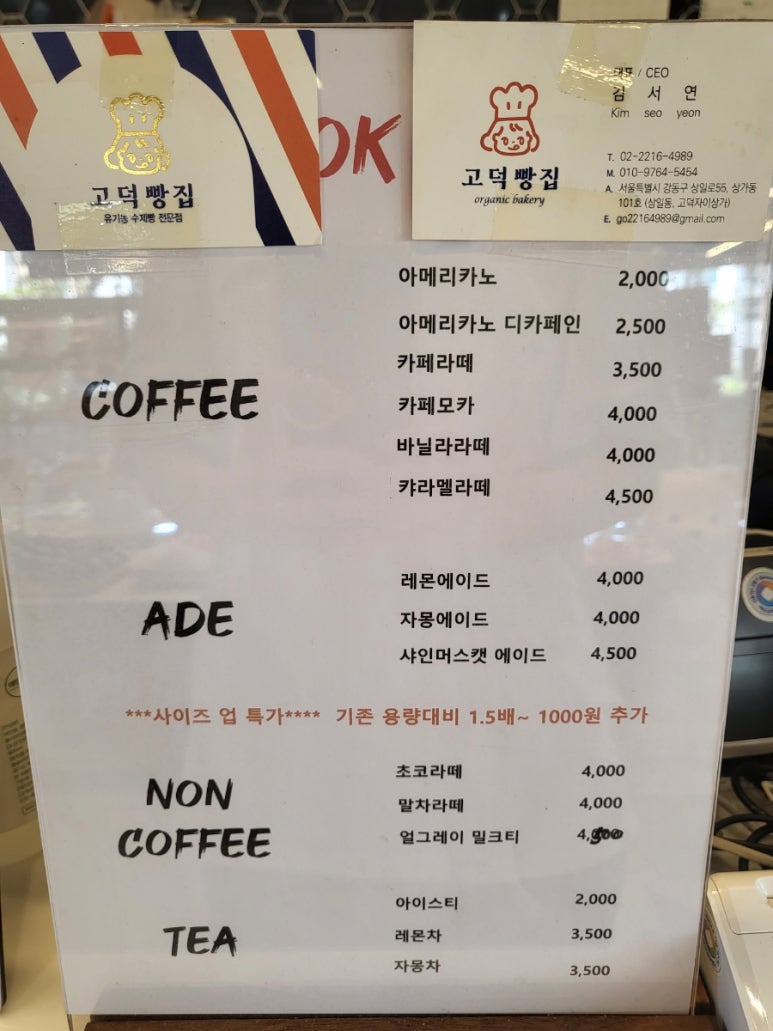 고덕빵집
유기농 수제빵 전문점
OK
고덕빵집
organic bakery
대표 / CEO
김 서 연
Kim seo yeon
T. 02-2216-4989
M. 010-9764-5454
A. 서울특별시 강동구 상일로55, 상가동
101호 (상일동, 고덕자이상가)
E. go22164989@gmail.com
COFFEE
아메리카노 2,000
아메리카노 디카페인 2,500
카페라떼 3,500
카페모카 4,000
바닐라라떼 4,000
캬라멜라떼 4,500
ADE
레몬에이드 4,000
자몽에이드 4,000
샤인머스캣 에이드 4,500
***사이즈 업 특가**** 기존 용량대비 1.5배~ 1000원 추가
NON
COFFEE
초코라떼 4,000
말차라떼 4,000
얼그레이 밀크티 4,500
TEA
아이스티 2,000
레몬차 3,500
자몽차 3,500